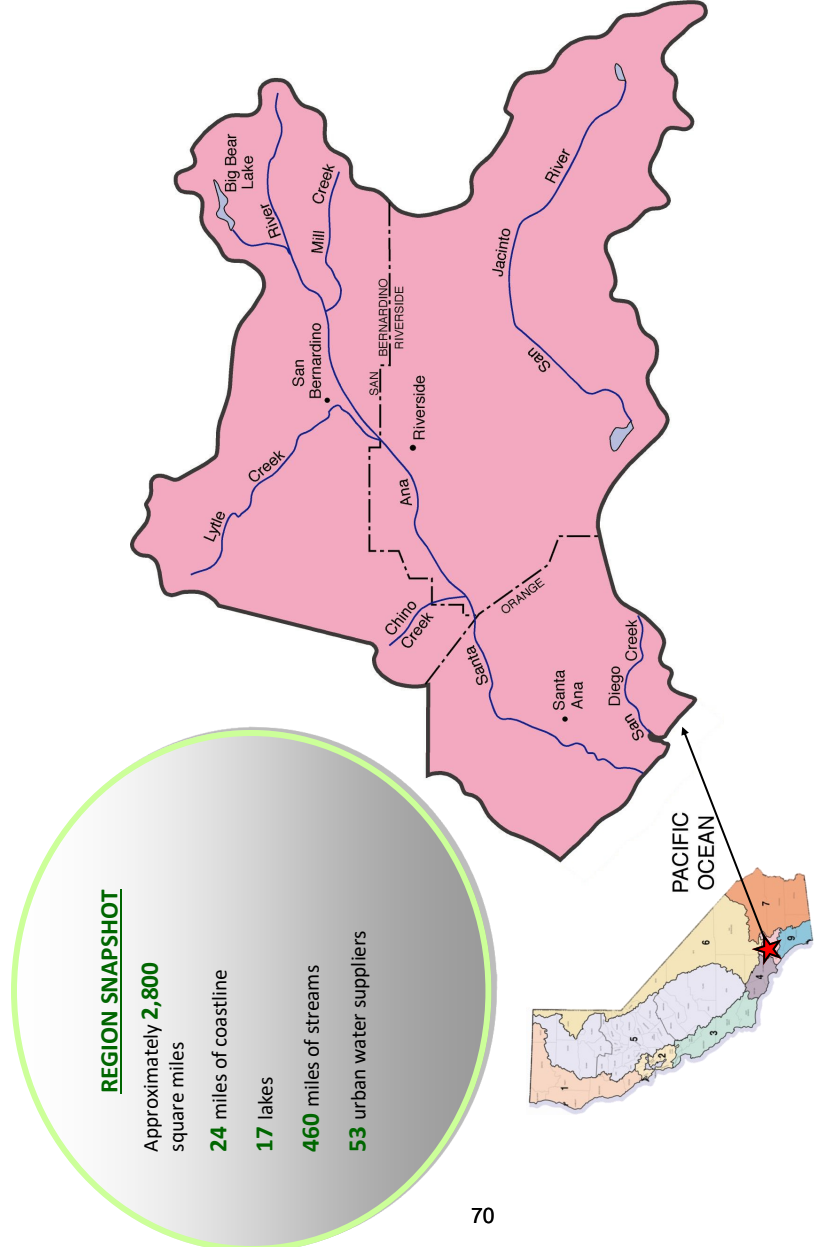 REGION SNAPSHOT
Approximately 2,800
square miles
24 miles of coastline
17 lakes
460 miles of streams
53 urban water suppliers
Big Bear
Lake
River
Mill Creek
San
Bernardino
SAN
BERNARDINO
RIVERSIDE
Riverside
Lytle Creek
Ana
Chino
Creek
ORANGE
Santa
Santa
Ana
San Diego Creek
San Jacinto River
PACIFIC
OCEAN
1
2
3
4
5
6
7
9
70